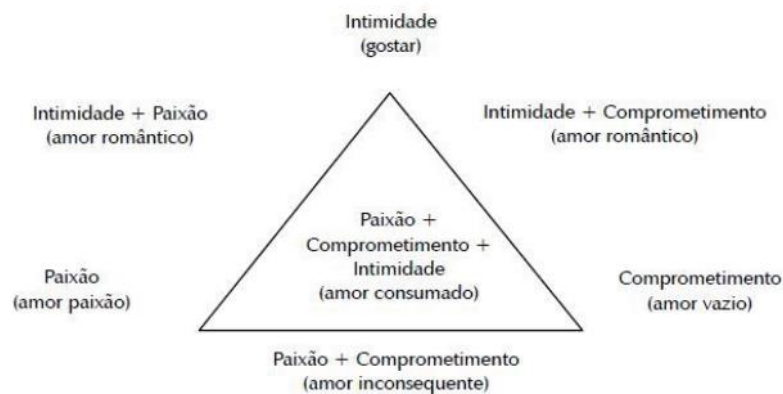 Intimidade
(gostar)
Intimidade + Paixão
(amor romântico)
Intimidade + Comprometimento
(amor romântico)
Paixão +
Comprometimento +
Intimidade
(amor consumado)
Paixão
(amor paixão)
Comprometimento
(amor vazio)
Paixão + Comprometimento
(amor inconsequente)